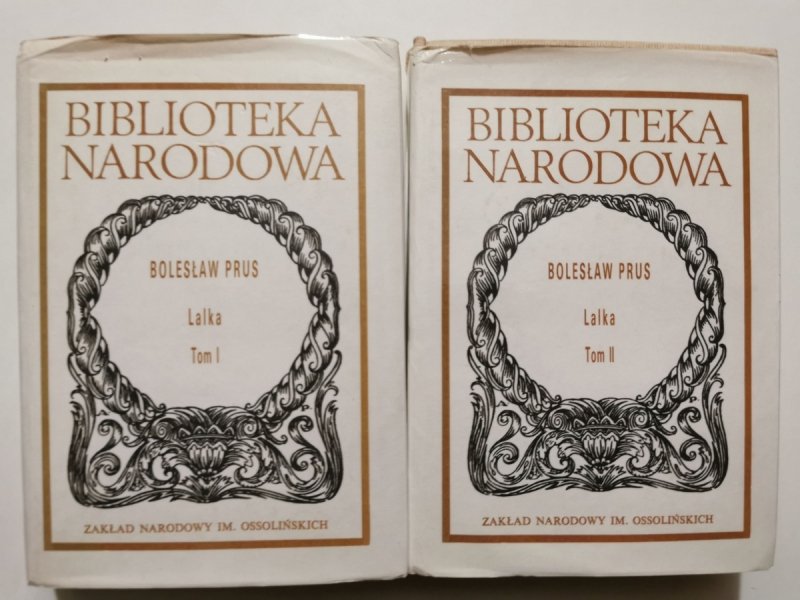 BIBLIOTEKA
NARODOWA
BOLESŁAW PRUS
Lalka
Tom I
ZAKŁAD NARODOWY IM. OSSOLIŃSKICH
BIBLIOTEKA
NARODOWA
BOLESŁAW PRUS
Lalka
Tom II
ZAKŁAD NARODOWY IM. OSSOLIŃSKICH